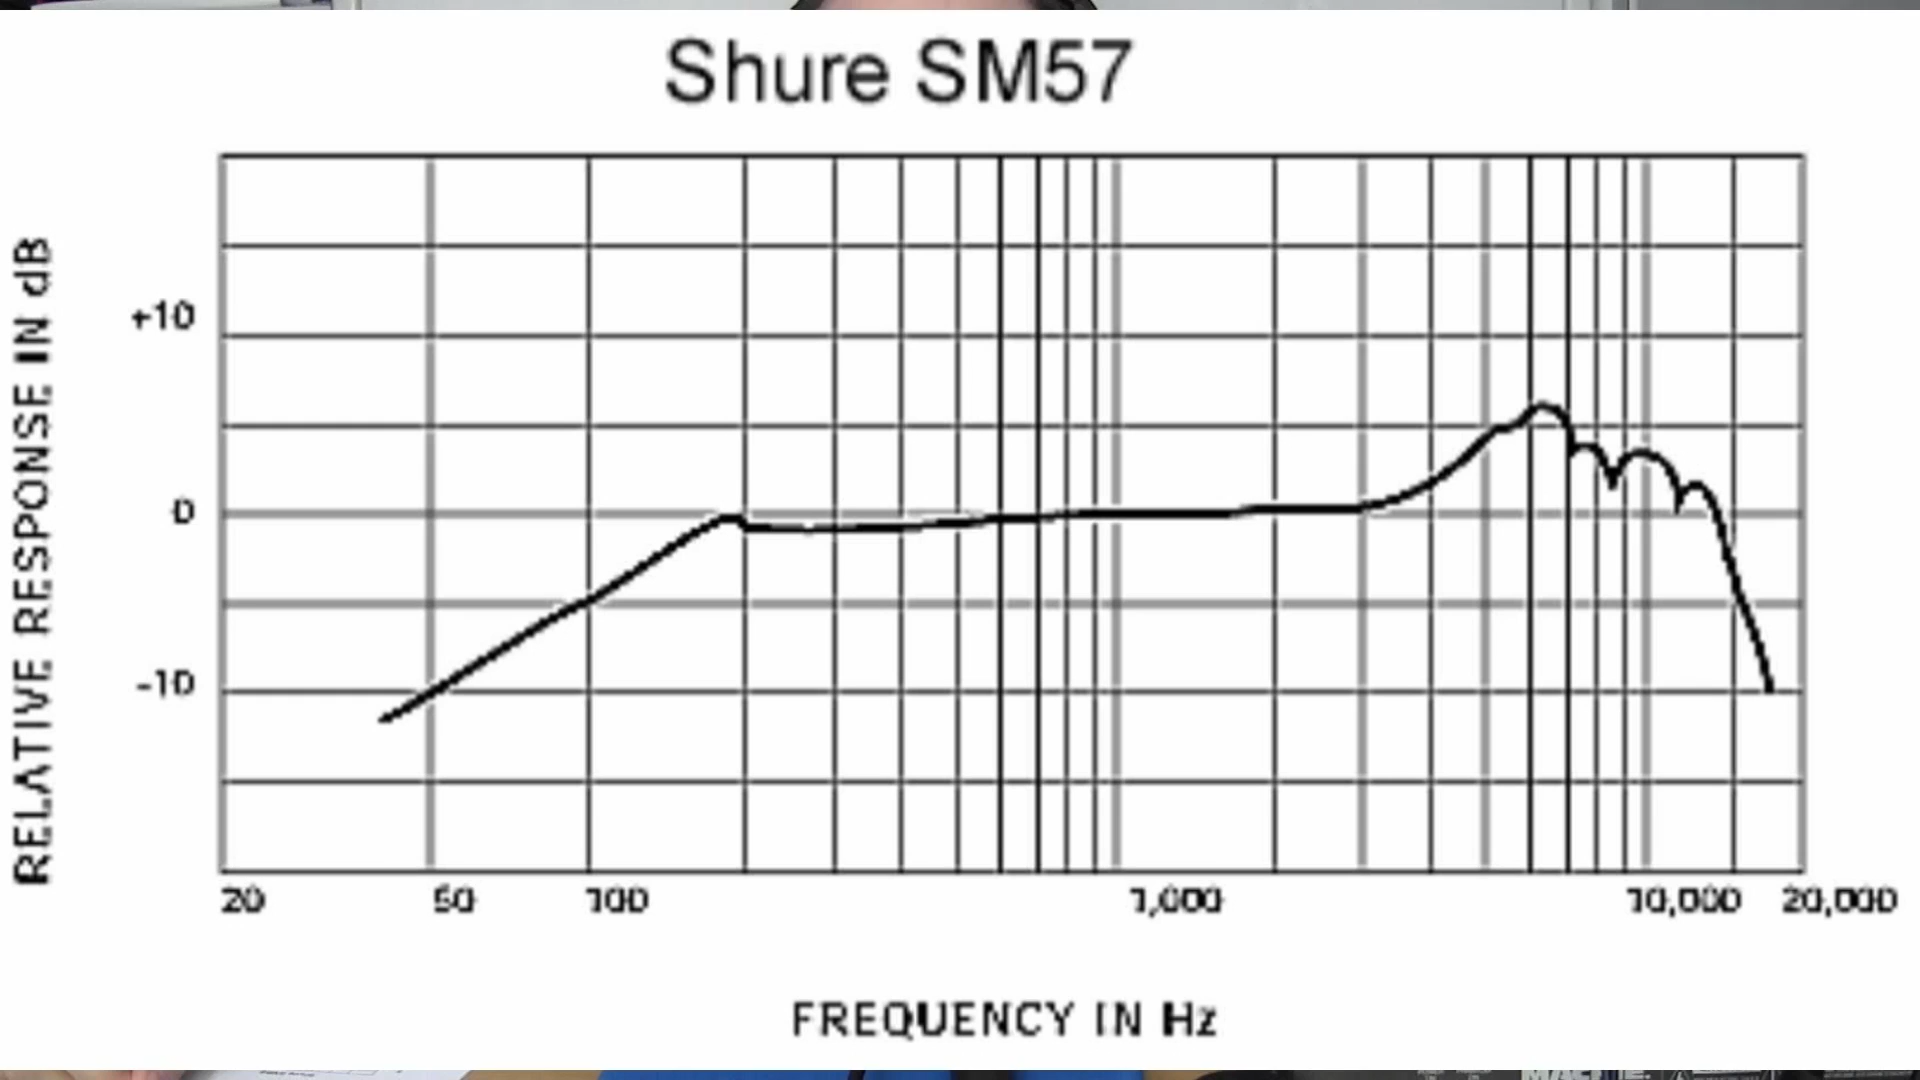 Shure SM57
RELATIVE RESPONSE IN dB
+10
0
-10
20 50 100 1,000 10,000 20,000
FREQUENCY IN Hz